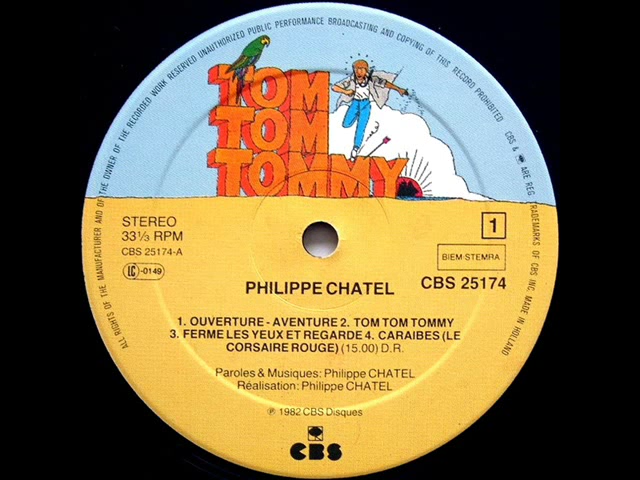 ALL RIGHTS OF THE MANUFACTURER AND OF THE OWNER OF THE RECORDED WORK RESERVED UNAUTHORIZED PUBLIC PERFORMANCE BROADCASTING AND COPYING OF THIS RECORD PROHIBITED CBS & ARE REG. TRADEMARKS OF CBS INC. MADE IN HOLLAND
TOM
TOM
TOMMY
STEREO
33⅓ RPM
CBS 25174-A
LC-0149
1
BIEM-STEMRA
CBS 25174
PHILIPPE CHATEL
1. OUVERTURE - AVENTURE 2. TOM TOM TOMMY
3. FERME LES YEUX ET REGARDE 4. CARAIBES (LE
CORSAIRE ROUGE) (15.00) D.R.
Paroles & Musiques: Philippe CHATEL
Réalisation: Philippe CHATEL
℗ 1982 CBS Disques
CBS